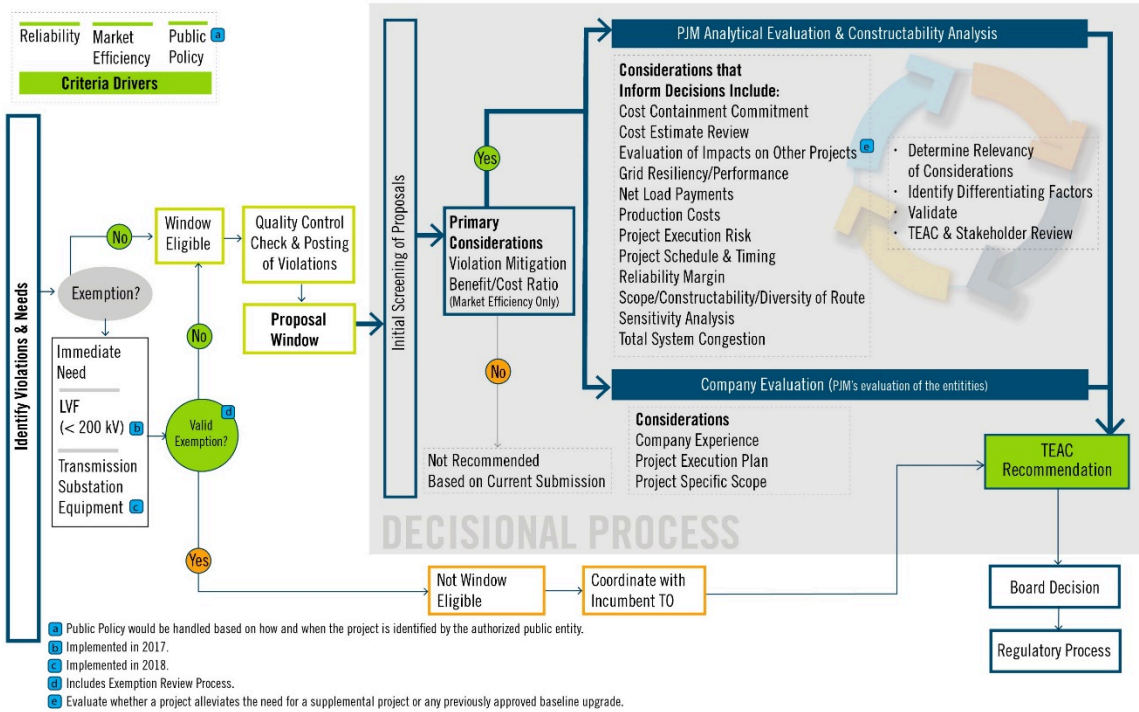 Reliability
Market
Efficiency
Public
Policy
a
Criteria Drivers
Identify Violations & Needs
Exemption?
No
Immediate
Need
LVF
(< 200 kV)
b
Transmission
Substation
Equipment
c
Valid
Exemption?
d
No
Yes
Window
Eligible
Quality Control
Check & Posting
of Violations
Proposal
Window
Initial Screening of Proposals
Primary
Considerations
Violation Mitigation
Benefit/Cost Ratio
(Market Efficiency Only)
Yes
No
Not Recommended
Based on Current Submission
PJM Analytical Evaluation & Constructability Analysis
Considerations that
Inform Decisions Include:
Cost Containment Commitment
Cost Estimate Review
Evaluation of Impacts on Other Projects
e
Grid Resiliency/Performance
Net Load Payments
Production Costs
Project Execution Risk
Project Schedule & Timing
Reliability Margin
Scope/Constructability/Diversity of Route
Sensitivity Analysis
Total System Congestion
· Determine Relevancy
of Considerations
· Identify Differentiating Factors
· Validate
· TEAC & Stakeholder Review
Company Evaluation (PJM's evaluation of the entitities)
Considerations
Company Experience
Project Execution Plan
Project Specific Scope
TEAC
Recommendation
DECISIONAL PROCESS
Not Window
Eligible
Coordinate with
Incumbent TO
Board Decision
Regulatory Process
a Public Policy would be handled based on how and when the project is identified by the authorized public entity.
b Implemented in 2017.
c Implemented in 2018.
d Includes Exemption Review Process.
e Evaluate whether a project alleviates the need for a supplemental project or any previously approved baseline upgrade.